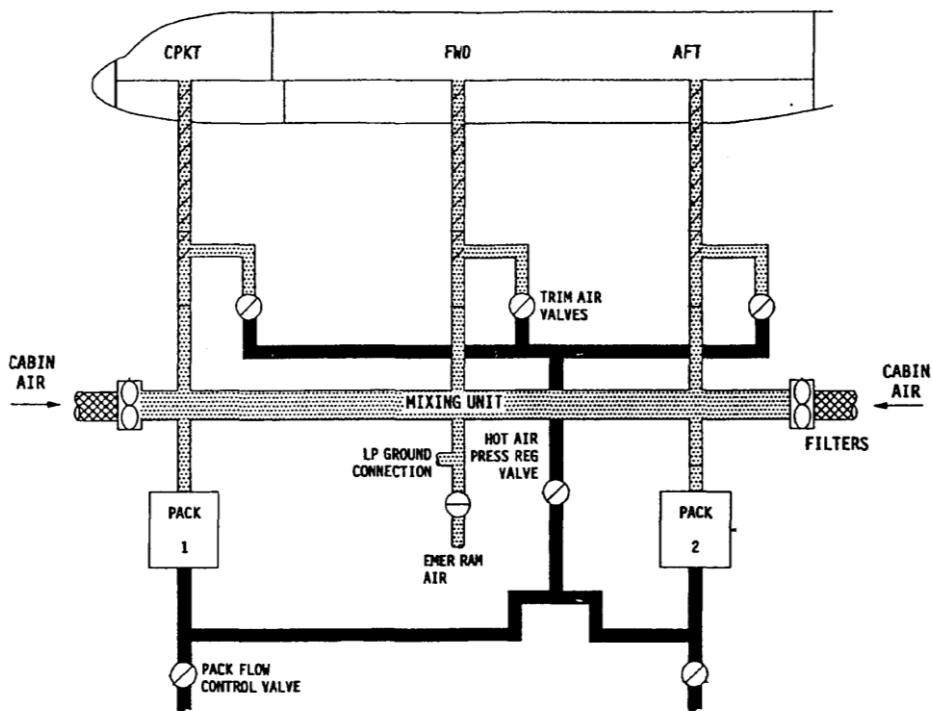 CPKT
FWD
AFT
TRIM AIR
VALVES
CABIN
AIR
CABIN
AIR
MIXING UNIT
FILTERS
LP GROUND
CONNECTION
HOT AIR
PRESS REG
VALVE
PACK
1
PACK
2
EMER RAM
AIR
PACK FLOW
CONTROL VALVE